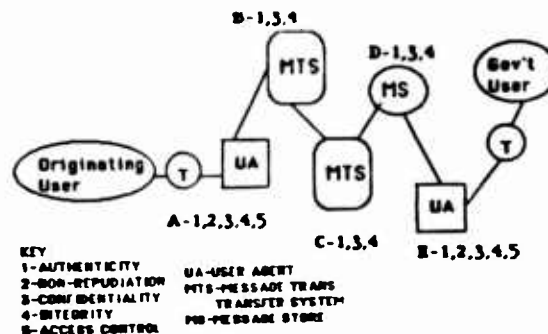 B-1,3,4
MTS
D-1,3,4
MS
Gov't
User
T
Originating
User
T
UA
MTS
UA
A-1,2,3,4,5
C-1,3,4
E-1,2,3,4,5
KEY
1-AUTHENTICITY
2-NON-REPUDIATION
3-CONFIDENTIALITY
4-INTEGRITY
5-ACCESS CONTROL
UA-USER AGENT
MTS-MESSAGE TRANS
TRANSFER SYSTEM
MS-MESSAGE STORE